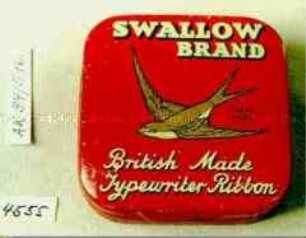 SWALLOW
BRAND
British Made
Typewriter Ribbon
4555